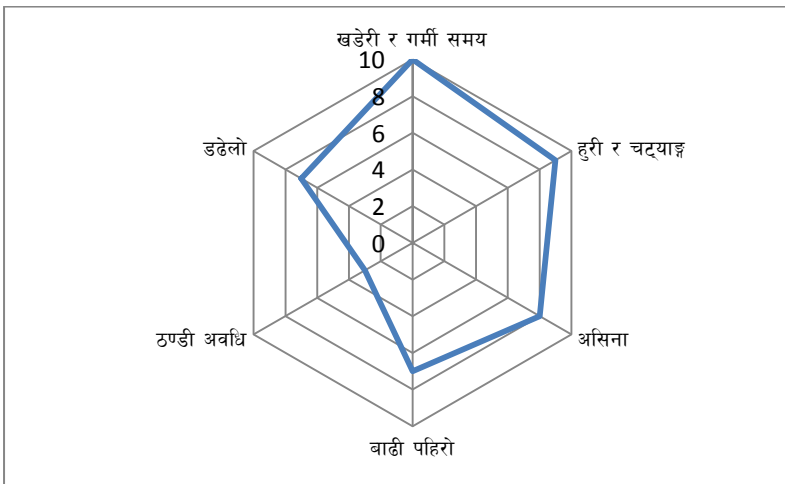 खडेरी र गर्मी समय
10
8
6
4
2
0
हुरी र चट्याङ्ग
असिना
बाढी पहिरो
ठण्डी अवधि
डढेलो